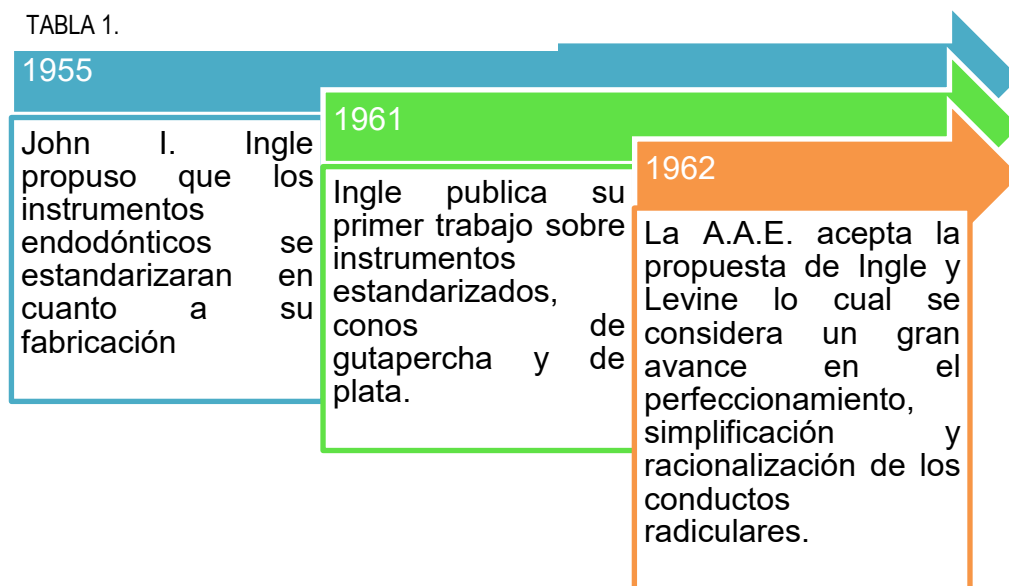 TABLA 1.
1955
John I. Ingle
propuso que los
instrumentos
endodónticos se
estandarizaran en
cuanto a su
fabricación
1961
Ingle publica su
primer trabajo sobre
instrumentos
estandarizados,
conos de
gutapercha y de
plata.
1962
La A.A.E. acepta la
propuesta de Ingle y
Levine lo cual se
considera un gran
avance en el
perfeccionamiento,
simplificación y
racionalización de los
conductos
radiculares.